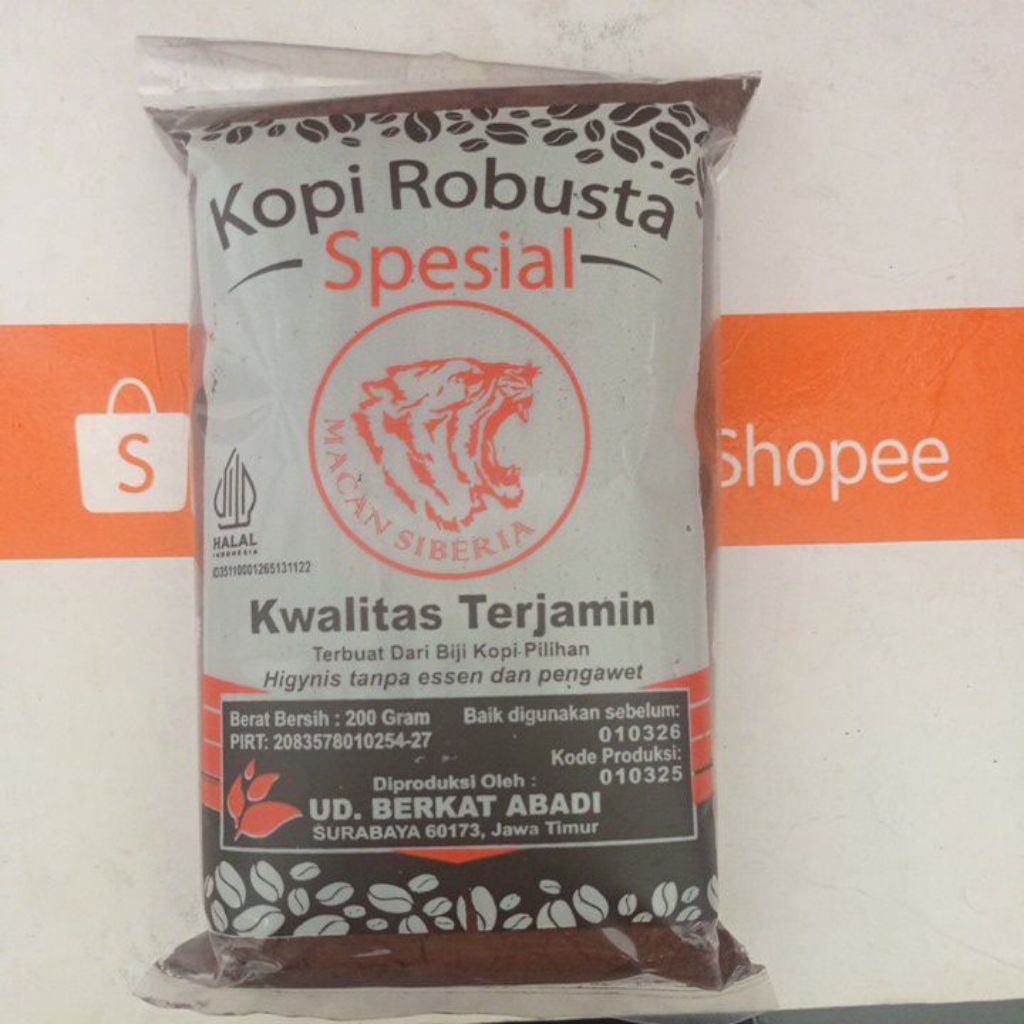 Kopi Robusta
Spesial
MACAN SIBERIA
S
Shopee
HALAL
INDONESIA
ID35110001265131122
Kwalitas Terjamin
Terbuat Dari Biji Kopi Pilihan
Higynis tanpa essen dan pengawet
Berat Bersih : 200 Gram
PIRT: 2083578010254-27
Baik digunakan sebelum:
010326
Kode Produksi:
010325
Diproduksi Oleh :
UD. BERKAT ABADI
SURABAYA 60173, Jawa Timur